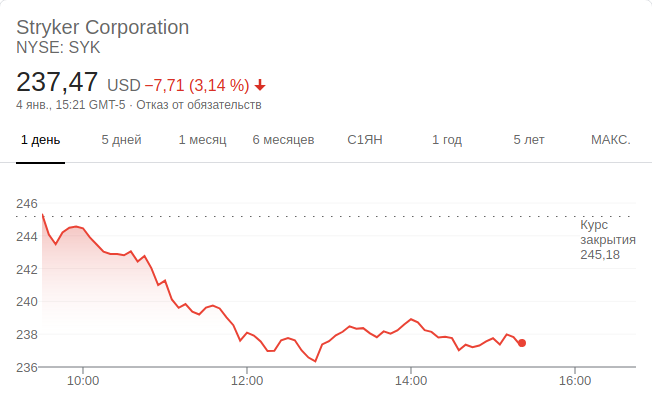 Stryker Corporation
NYSE: SYK
237,47 USD −7,71 (3,14 %)
4 янв., 15:21 GMT-5 · Отказ от обязательств
1 день 5 дней 1 месяц 6 месяцев С1ЯН 1 год 5 лет МАКС.
246
244
242
240
238
236
Курс
закрытия
245,18
10:00 12:00 14:00 16:00